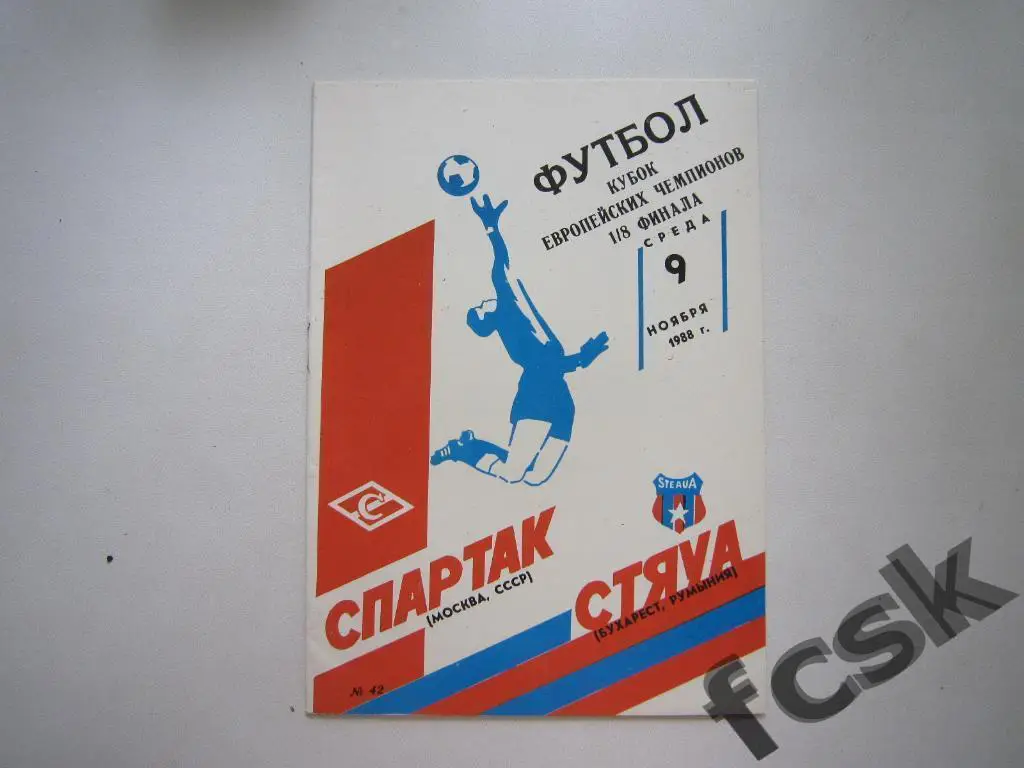 ФУТБОЛ
КУБОК
ЕВРОПЕЙСКИХ ЧЕМПИОНОВ
1/8 ФИНАЛА
СРЕДА
9
НОЯБРЯ
1988 г.
STEAUA
СПАРТАК
(МОСКВА, СССР)
СТЯУА
(БУХАРЕСТ, РУМЫНИЯ)
№ 42
fcsk